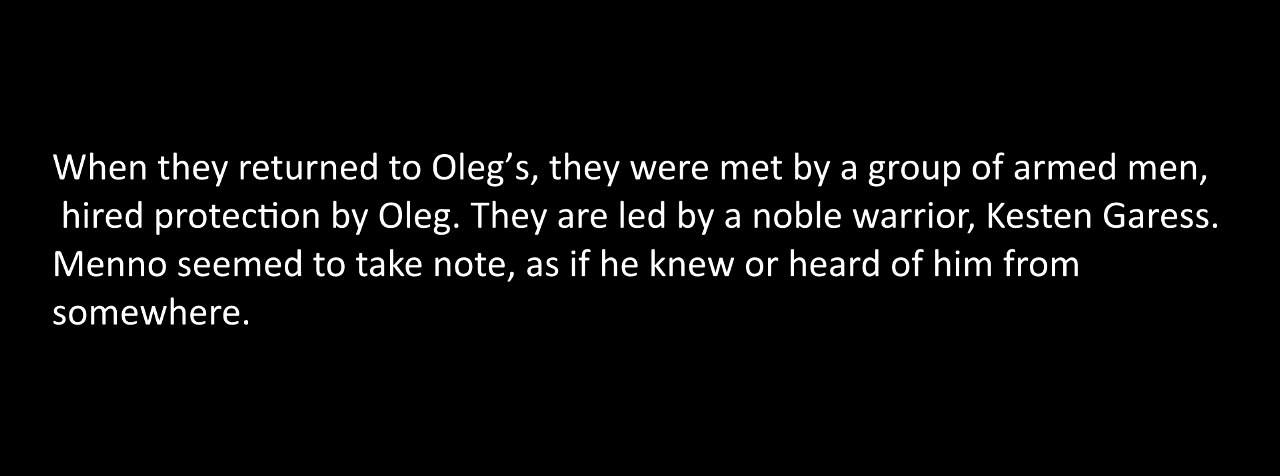 When they returned to Oleg’s, they were met by a group of armed men,
hired protection by Oleg. They are led by a noble warrior, Kesten Garess.
Menno seemed to take note, as if he knew or heard of him from
somewhere.